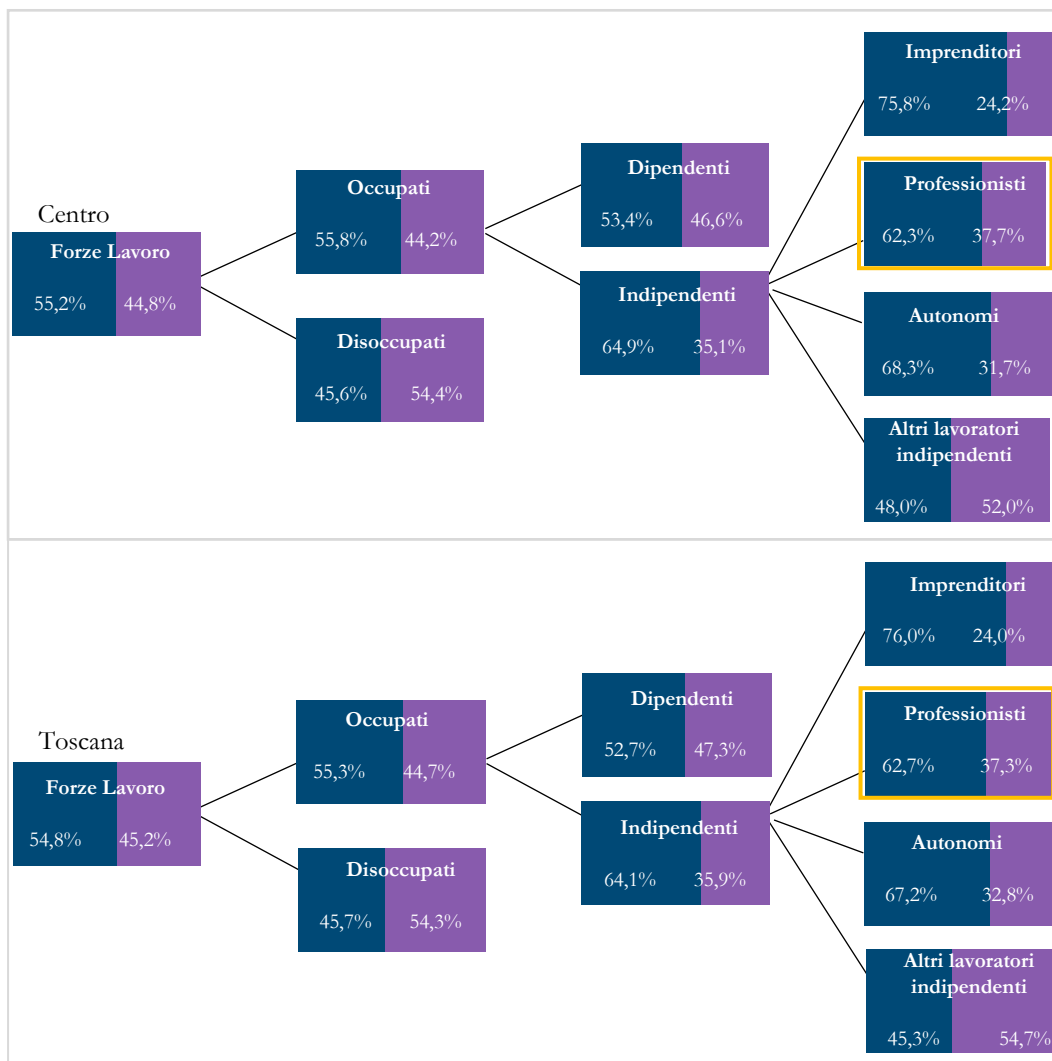 Centro
Forze Lavoro
55,2% 44,8%
Occupati
55,8% 44,2%
Disoccupati
45,6% 54,4%
Dipendenti
53,4% 46,6%
Indipendenti
64,9% 35,1%
Imprenditori
75,8% 24,2%
Professionisti
62,3% 37,7%
Autonomi
68,3% 31,7%
Altri lavoratori
indipendenti
48,0% 52,0%
Toscana
Forze Lavoro
54,8% 45,2%
Occupati
55,3% 44,7%
Disoccupati
45,7% 54,3%
Dipendenti
52,7% 47,3%
Indipendenti
64,1% 35,9%
Imprenditori
76,0% 24,0%
Professionisti
62,7% 37,3%
Autonomi
67,2% 32,8%
Altri lavoratori
indipendenti
45,3% 54,7%